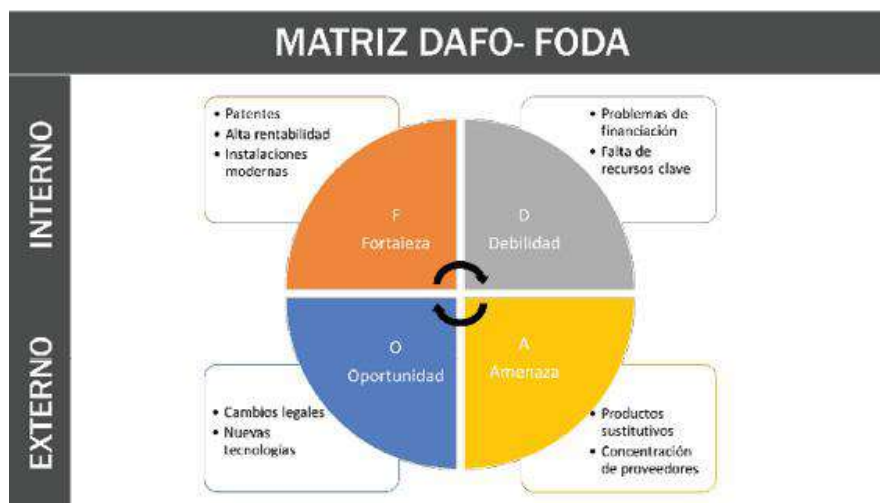 MATRIZ DAFO- FODA
INTERNO
• Patentes
• Alta rentabilidad
• Instalaciones
modernas
• Problemas de
financiación
• Falta de
recursos clave
F
Fortaleza
D
Debilidad
EXTERNO
O
Oportunidad
A
Amenaza
• Cambios legales
• Nuevas
tecnologías
• Productos
sustitutivos
• Concentración
de proveedores